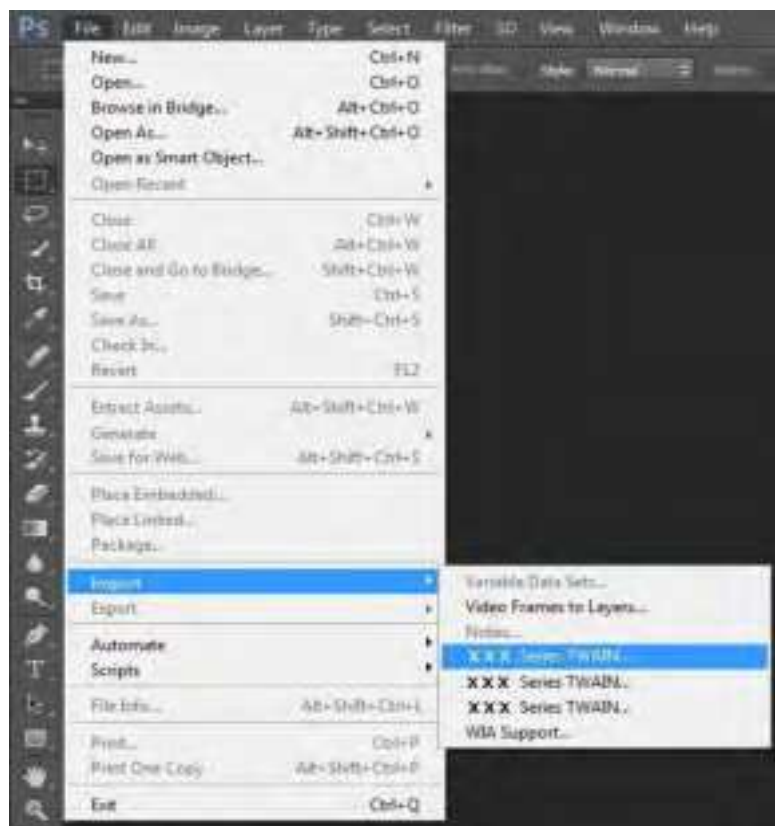 Ps File Edit Image Layer Type Select Filter 3D View Window Help
Style: Normal
New... Ctrl+N
Open... Ctrl+O
Browse in Bridge... Alt+Ctrl+O
Open As... Alt+Shift+Ctrl+O
Open as Smart Object...
Open Recent
Close Ctrl+W
Close All Alt+Ctrl+W
Close and Go to Bridge... Shift+Ctrl+W
Save Ctrl+S
Save As... Shift+Ctrl+S
Check In...
Revert F12
Extract Assets... Alt+Shift+Ctrl+W
Generate
Save for Web... Alt+Shift+Ctrl+S
Place Embedded...
Place Linked...
Package...
Import
Export
Automate
Scripts
File Info... Alt+Shift+Ctrl+I
Print... Ctrl+P
Print One Copy Alt+Shift+Ctrl+P
Exit Ctrl+Q
Variable Data Sets...
Video Frames to Layers...
Notes...
XXX Series TWAIN...
XXX Series TWAIN...
XXX Series TWAIN...
WIA Support...